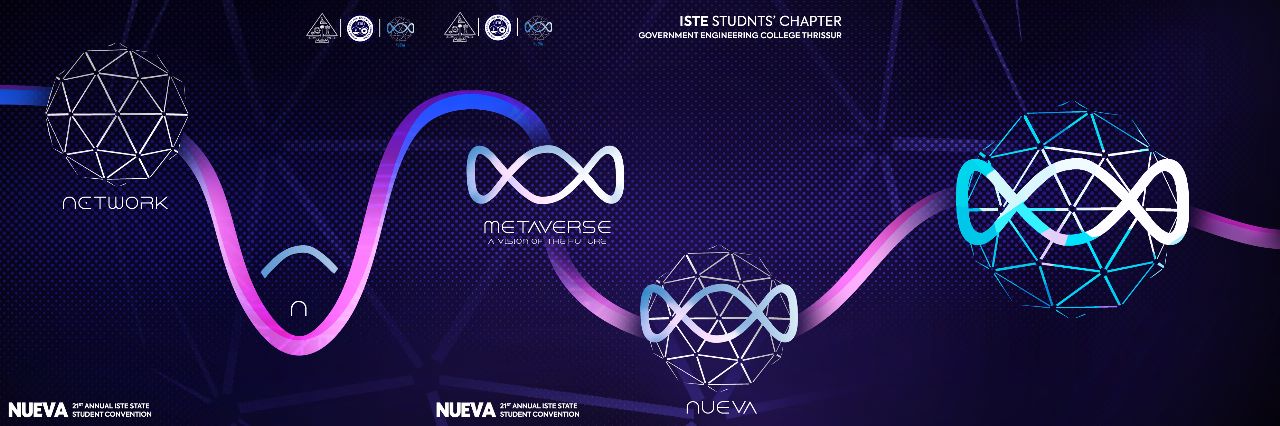 ISTE STUDNTS' CHAPTER
GOVERNMENT ENGINEERING COLLEGE THRISSUR
NETWORK
METAVERSE
A VISION OF THE FUTURE
n
NUEVA
NUEVA 21ST ANNUAL ISTE STATE
STUDENT CONVENTION
NUEVA 21ST ANNUAL ISTE STATE
STUDENT CONVENTION